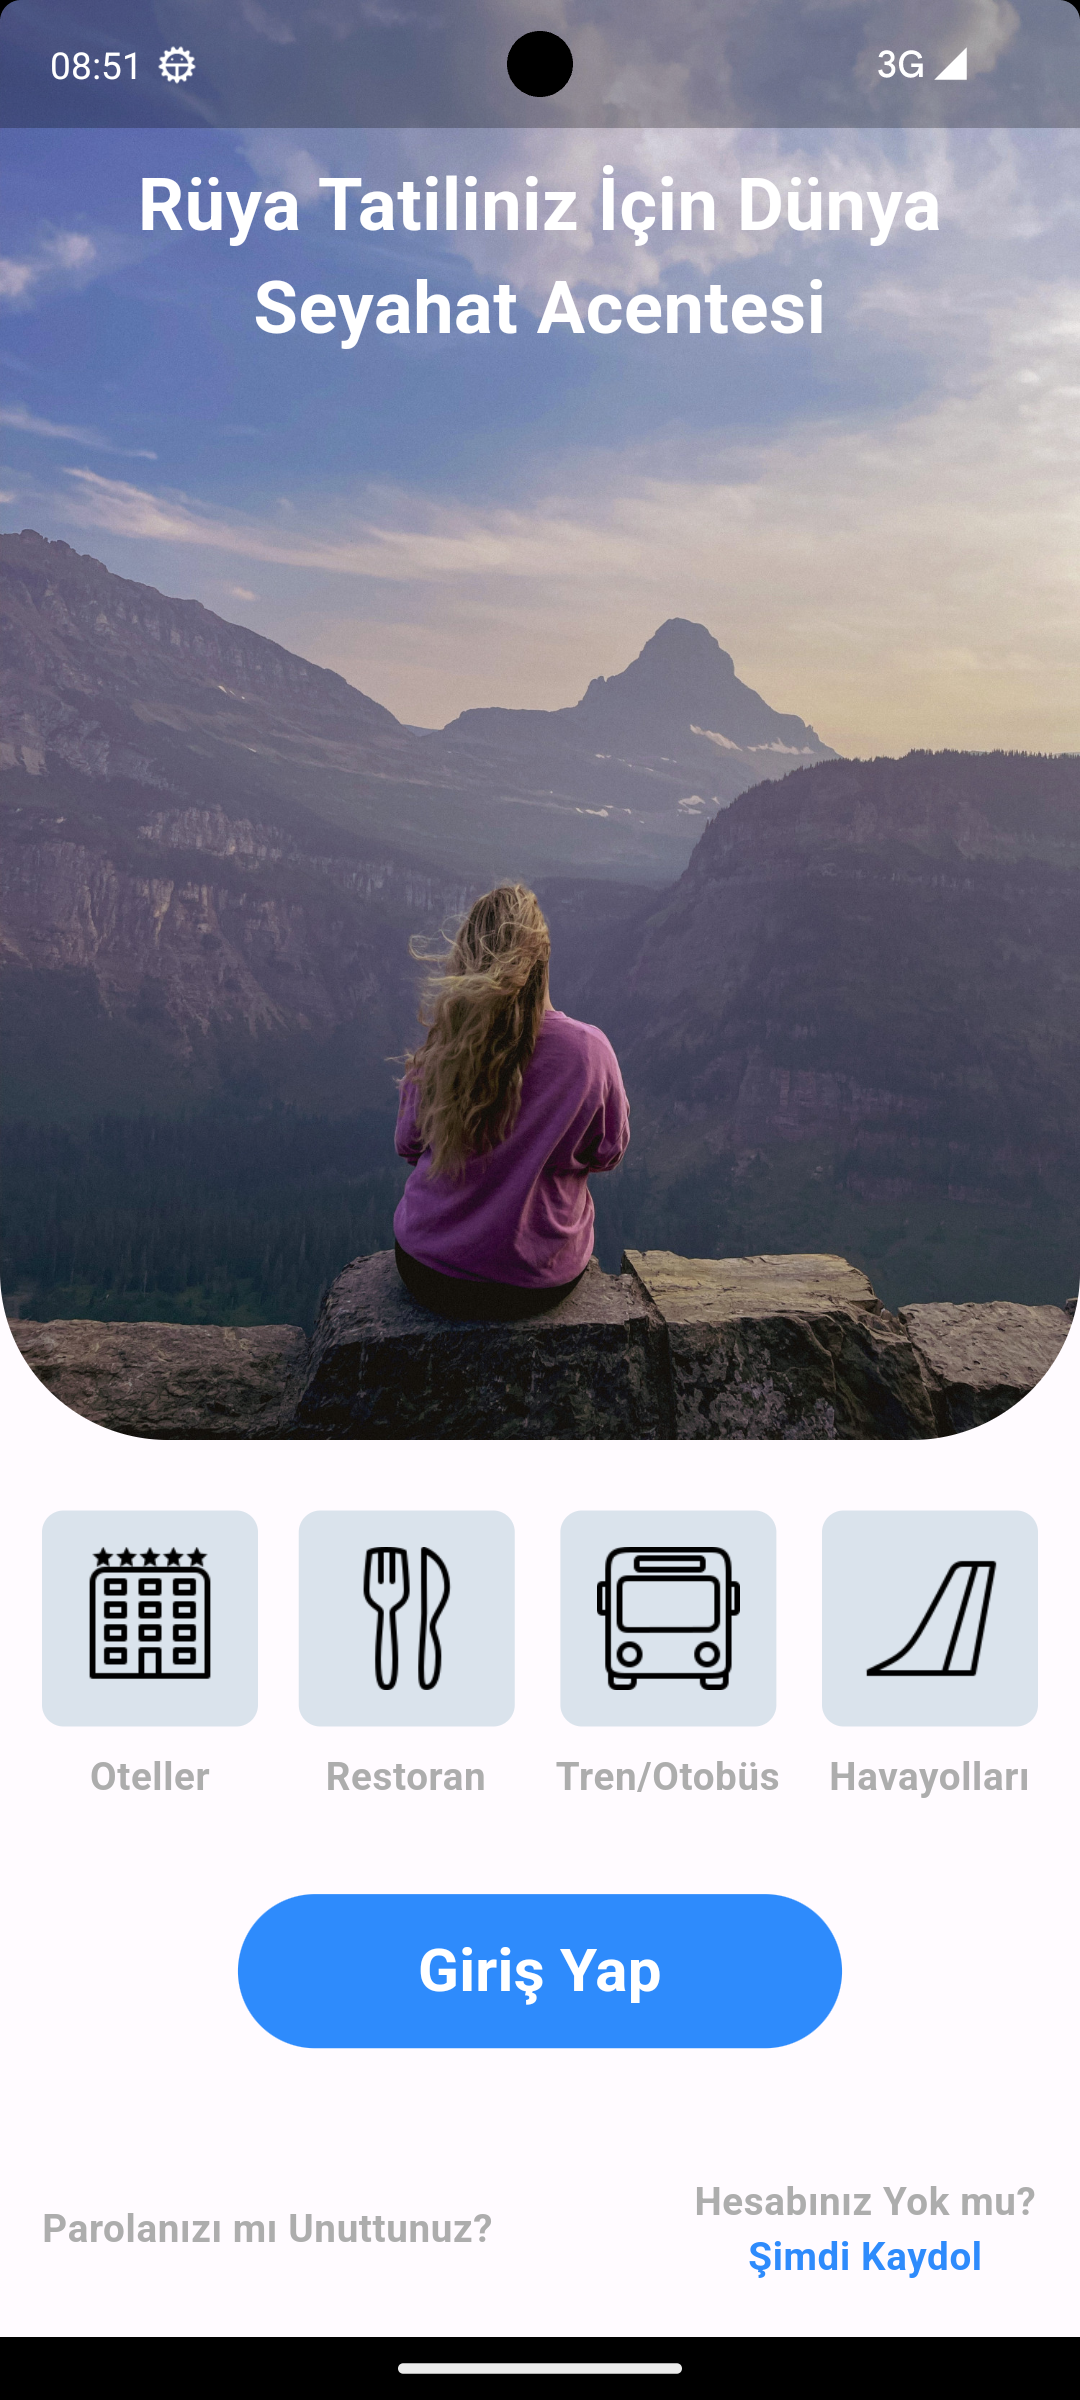 08:51
3G
Rüya Tatiliniz İçin Dünya
Seyahat Acentesi
Oteller
Restoran
Tren/Otobüs
Havayolları
Giriş Yap
Parolanızı mı Unuttunuz?
Hesabınız Yok mu?
Şimdi Kaydol